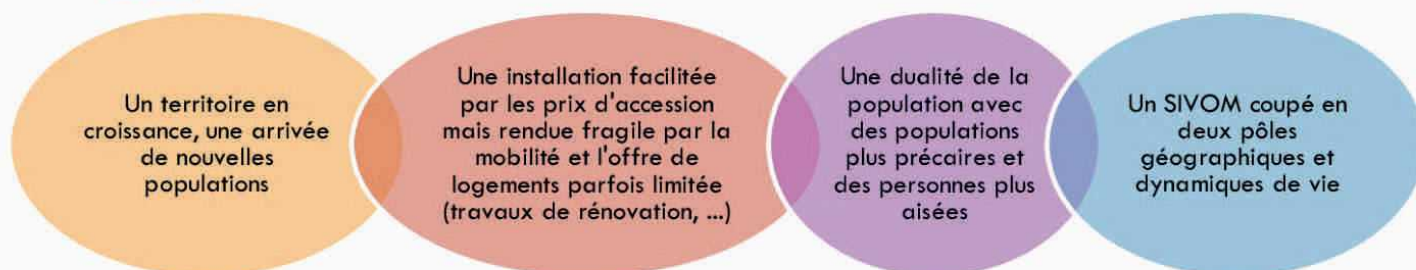 Un territoire en
croissance, une arrivée
de nouvelles
populations
Une installation facilitée
par les prix d'accession
mais rendue fragile par la
mobilité et l'offre de
logements parfois limitée
(travaux de rénovation, ...)
Une dualité de la
population avec
des populations
plus précaires et
des personnes plus
aisées
Un SIVOM coupé en
deux pôles
géographiques et
dynamiques de vie